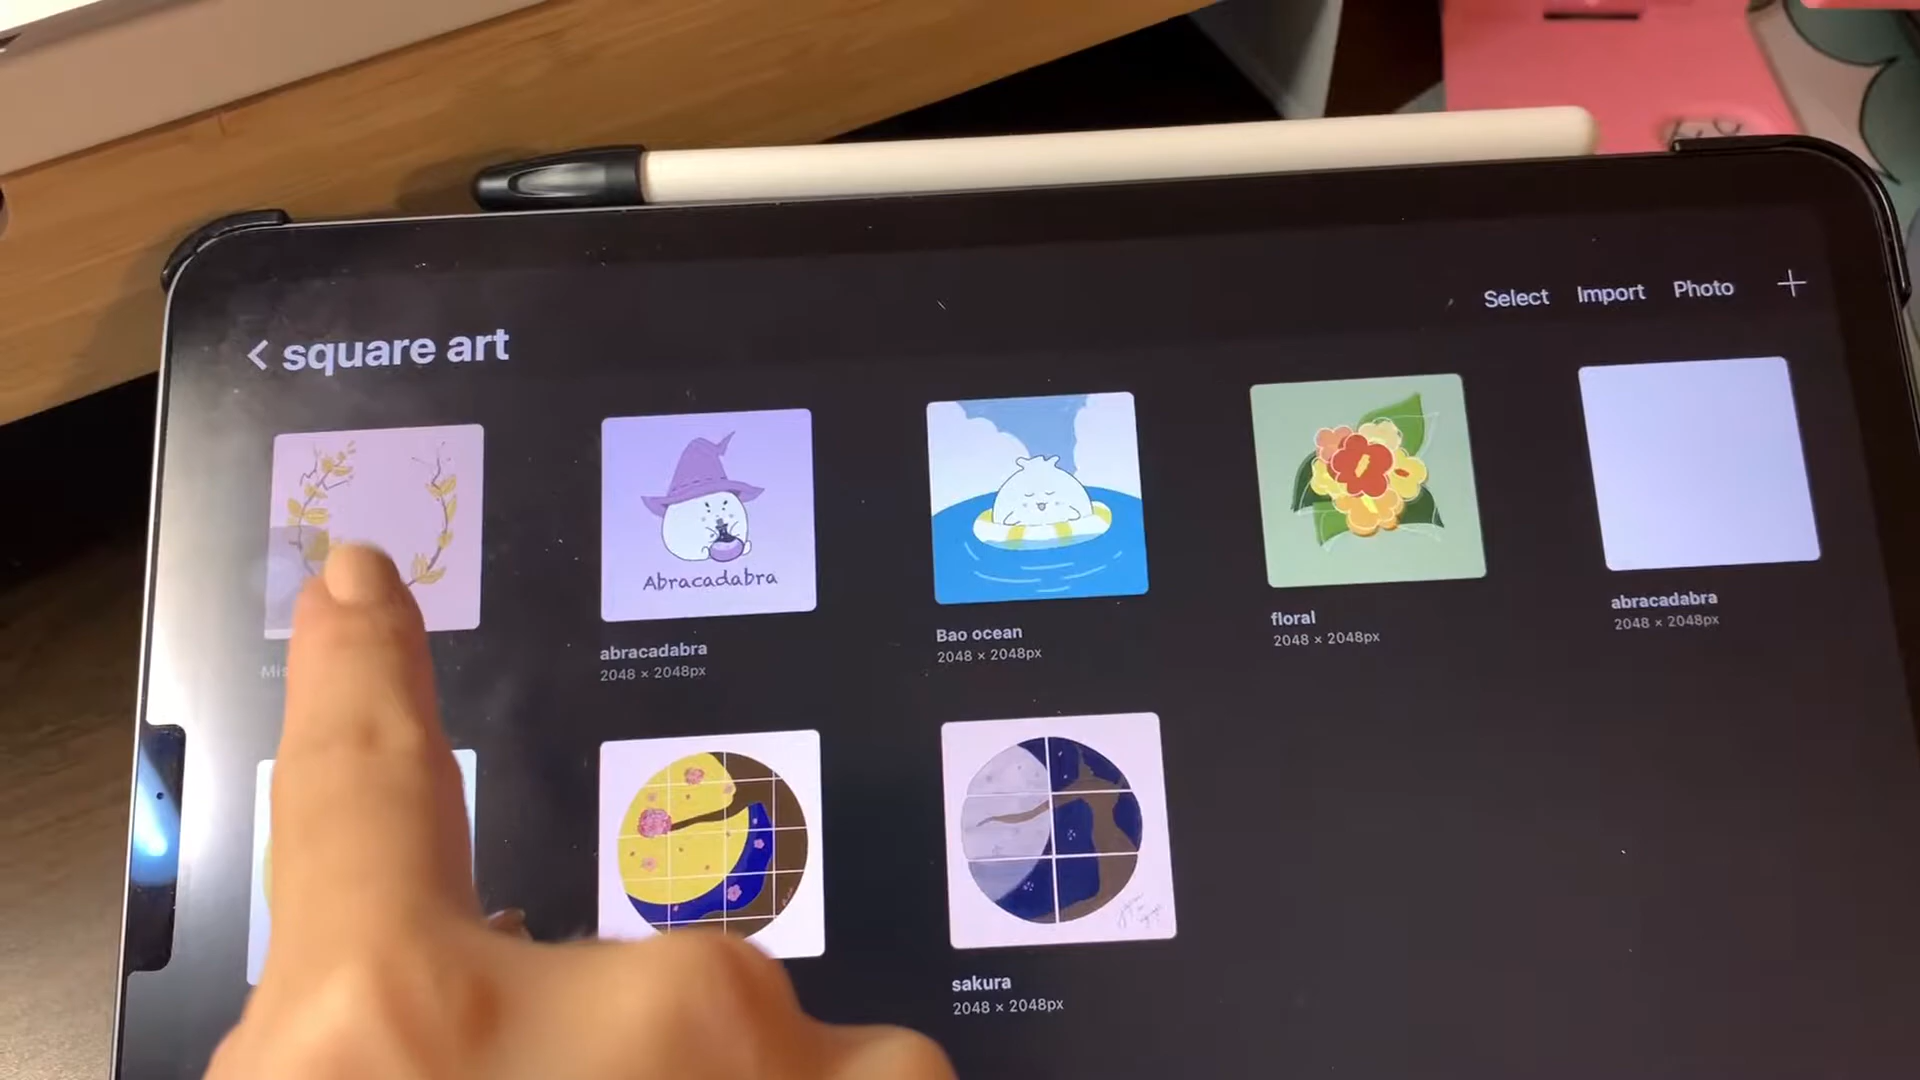 Select Import Photo
square art
Abracadabra
abracadabra
2048 × 2048px
Bao ocean
2048 × 2048px
floral
2048 × 2048px
abracadabra
2048 × 2048px
sakura
2048 × 2048px